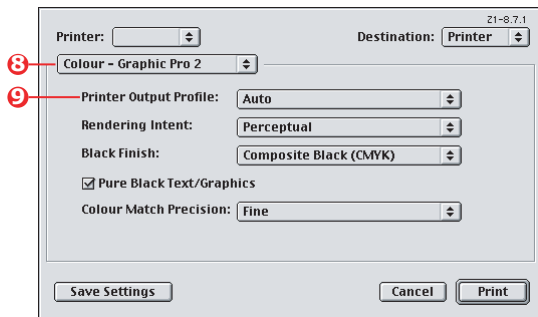 Z1-8.7.1
Printer: Destination: Printer
8 Colour - Graphic Pro 2
9 Printer Output Profile: Auto
Rendering Intent: Perceptual
Black Finish: Composite Black (CMYK)
Pure Black Text/Graphics
Colour Match Precision: Fine
Save Settings Cancel Print